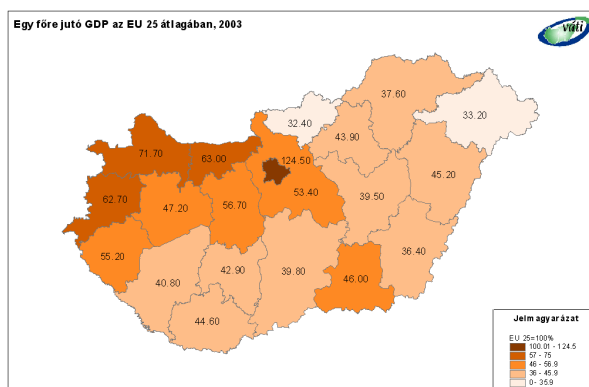 Egy főre jutó GDP az EU 25 átlagában, 2003
váti
37.60
32.40
33.20
43.90
71.70
63.00
124.50
45.20
62.70
53.40
47.20
56.70
39.50
55.20
36.40
42.90
39.80
46.00
40.80
44.60
Jelmagyarázat
EU 25=100%
100.01 - 124.5
57 - 75
46 - 56.9
36 - 45.9
0 - 35.9